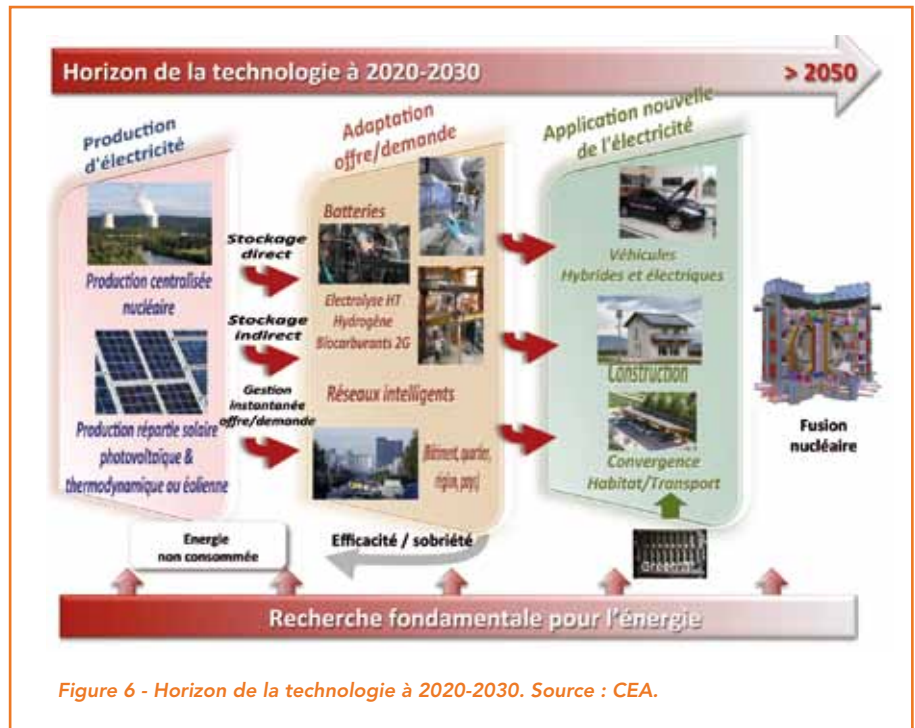 Horizon de la technologie à 2020-2030
> 2050
Production
d'électricité
Production centralisée
nucléaire
Production répartie solaire
photovoltaïque &
thermodynamique ou éolienne
Stockage
direct
Stockage
indirect
Gestion
instantanée
offre/demande
Adaptation
offre/demande
Batteries
Electrolyse HT
Hydrogène
Biocarburants 2G
Réseaux intelligents
(Bâtiment, quartier,
région, pays)
Application nouvelle
de l'électricité
Véhicules
Hybrides et électriques
Construction
Convergence
Habitat/Transport
Fusion
nucléaire
Energie
non consommée
Efficacité / sobriété
Recherche fondamentale pour l'énergie
Figure 6 - Horizon de la technologie à 2020-2030. Source : CEA.